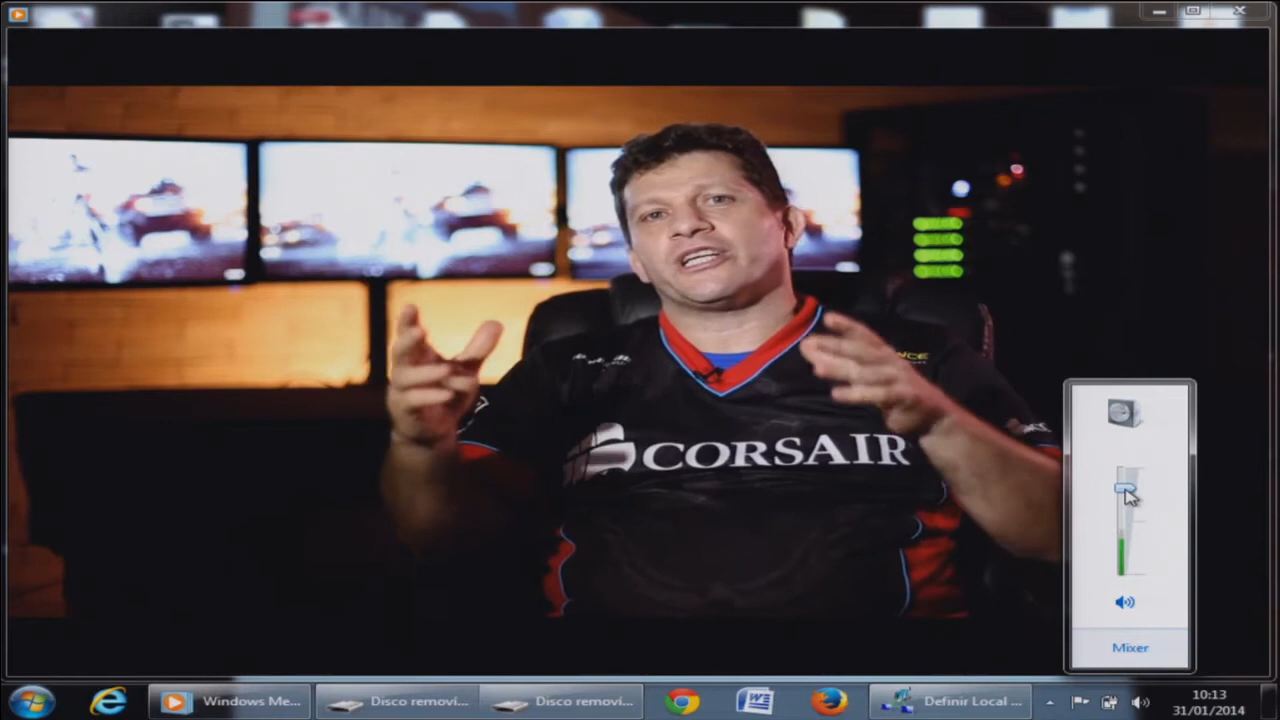 CORSAIR
Mixer
Windows Me...
Disco removí...
Disco removí...
Definir Local ...
10:13
31/01/2014